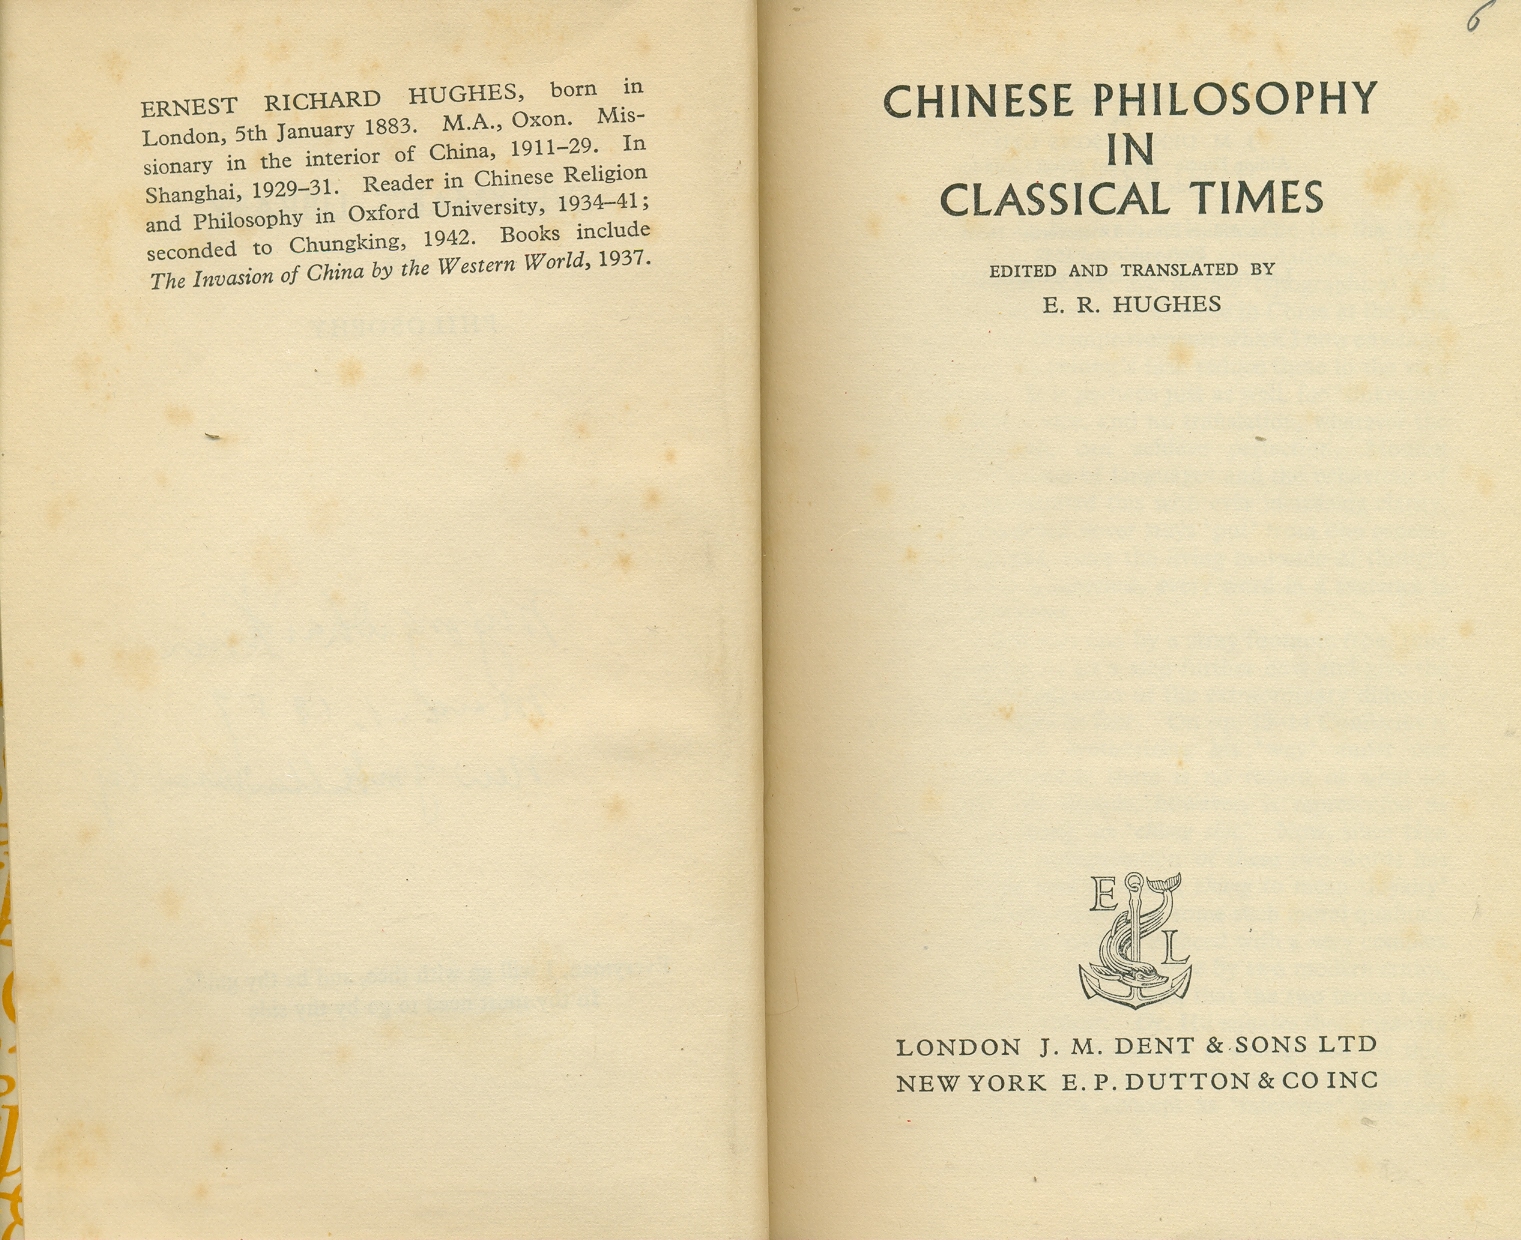 ERNEST RICHARD HUGHES, born in
London, 5th January 1883. M.A., Oxon. Mis-
sionary in the interior of China, 1911–29. In
Shanghai, 1929–31. Reader in Chinese Religion
and Philosophy in Oxford University, 1934–41;
seconded to Chungking, 1942. Books include
The Invasion of China by the Western World, 1937.
6
CHINESE PHILOSOPHY
IN
CLASSICAL TIMES
EDITED AND TRANSLATED BY
E. R. HUGHES
E
L
LONDON J. M. DENT & SONS LTD
NEW YORK E. P. DUTTON & CO INC